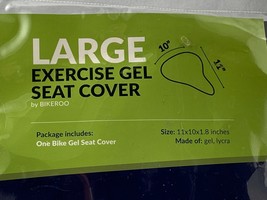 LARGE
EXERCISE GEL
SEAT COVER
by BIKEROO
10"
11"
Package includes:
One Bike Gel Seat Cover
Size: 11x10x1.8 inches
Made of: gel, lycra